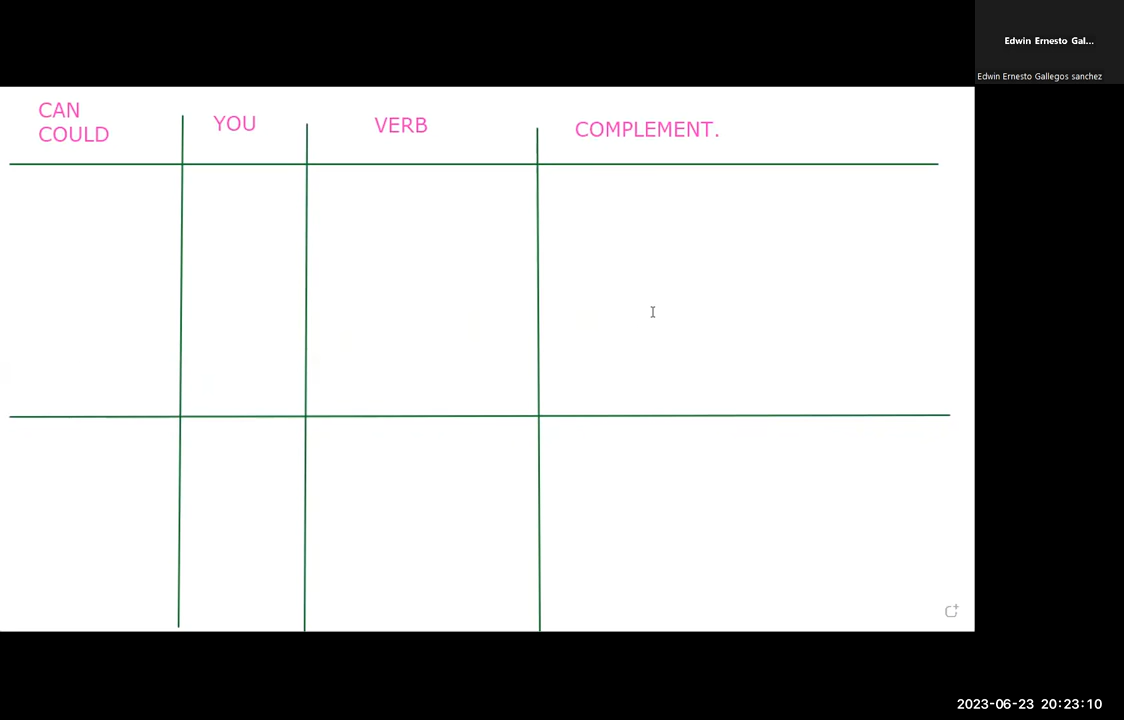 Edwin Ernesto Gal...
Edwin Ernesto Gallegos sanchez
CAN
COULD
YOU
VERB
COMPLEMENT.
2023-06-23 20:23:10